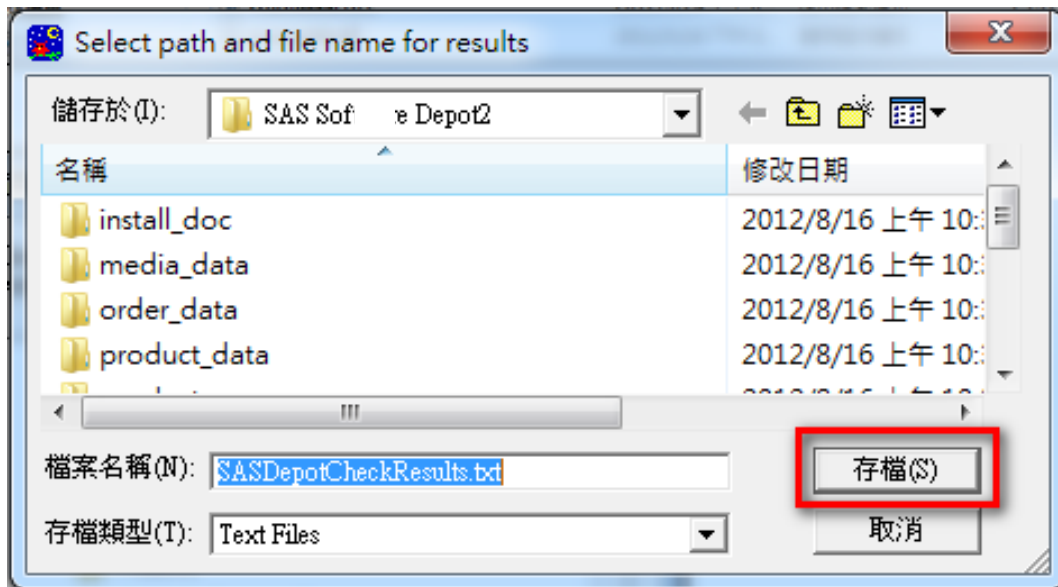 Select path and file name for results
儲存於(I):
SAS Sof e Depot2
名稱
修改日期
install_doc
2012/8/16 上午 10:
media_data
2012/8/16 上午 10:
order_data
2012/8/16 上午 10:
product_data
2012/8/16 上午 10:
檔案名稱(N):
SASDepotCheckResults.txt
存檔(S)
存檔類型(T):
Text Files
取消